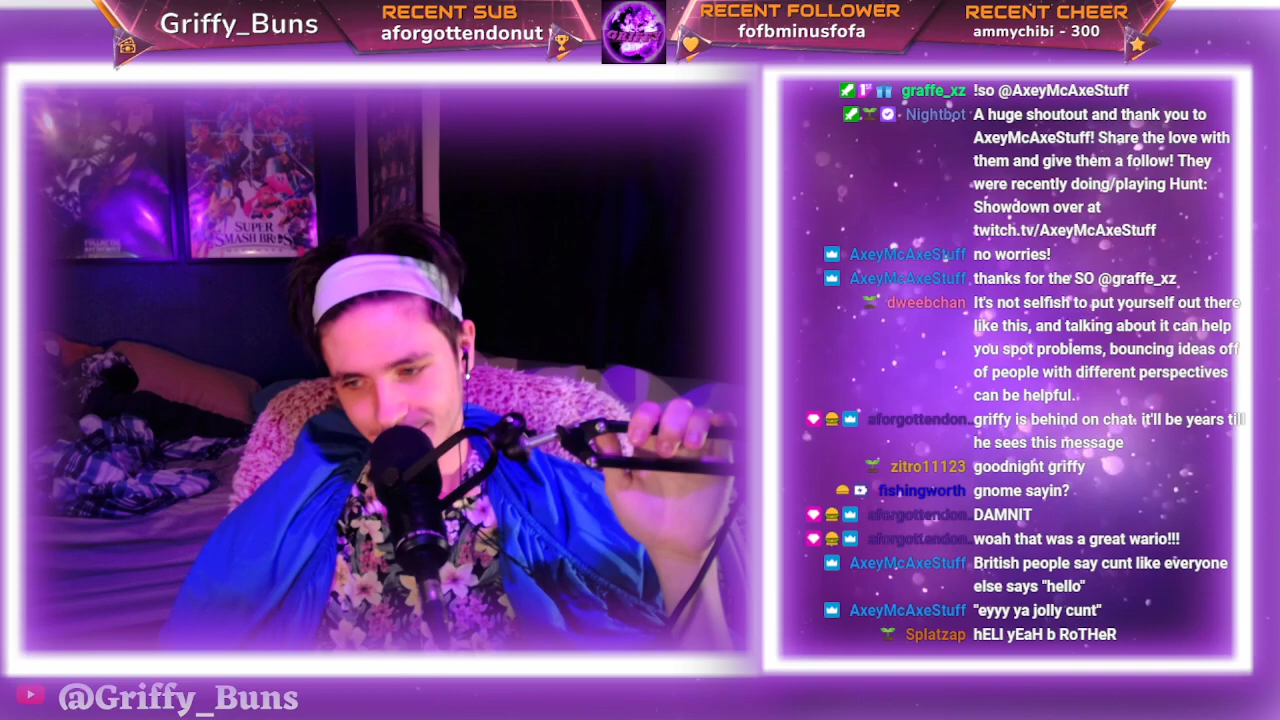 Griffy_Buns
RECENT SUB
aforgottendonut
GRIFFY
RECENT FOLLOWER
fofbminusfofa
RECENT CHEER
ammychibi - 300
SUPER
SMASH BROS
graffe_xz !so @AxeyMcAxeStuff
Nightbot A huge shoutout and thank you to
AxeyMcAxeStuff! Share the love with
them and give them a follow! They
were recently doing/playing Hunt:
Showdown over at
twitch.tv/AxeyMcAxeStuff
AxeyMcAxeStuff no worries!
AxeyMcAxeStuff thanks for the SO @graffe_xz
dweebchan It's not selfish to put yourself out there
like this, and talking about it can help
you spot problems, bouncing ideas off
of people with different perspectives
can be helpful.
aforgottendon... griffy is behind on chat. it'll be years till
he sees this message
zitro11123 goodnight griffy
fishingworth gnome sayin?
aforgottendon... DAMNIT
aforgottendon... woah that was a great wario!!!
AxeyMcAxeStuff British people say cunt like everyone
else says "hello"
AxeyMcAxeStuff "eyyy ya jolly cunt"
Splatzap hELl yEaH b RoTHeR
@Griffy_Buns